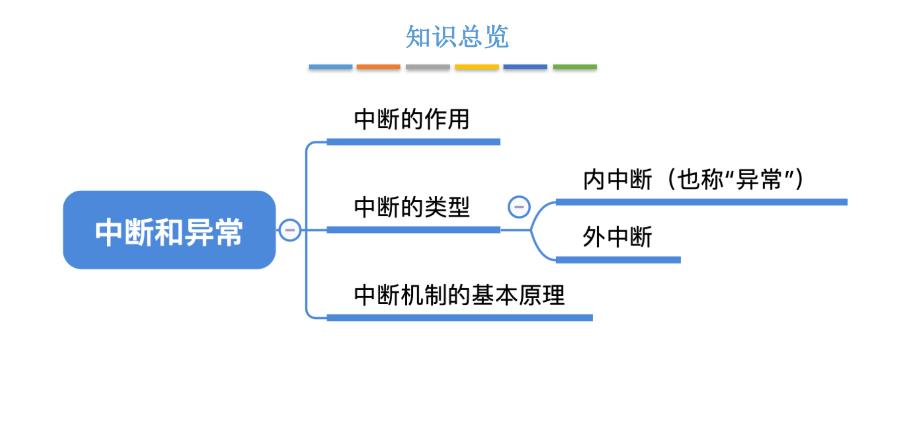 知识总览
中断的作用
内中断（也称“异常”）
中断的类型
中断和异常
外中断
中断机制的基本原理